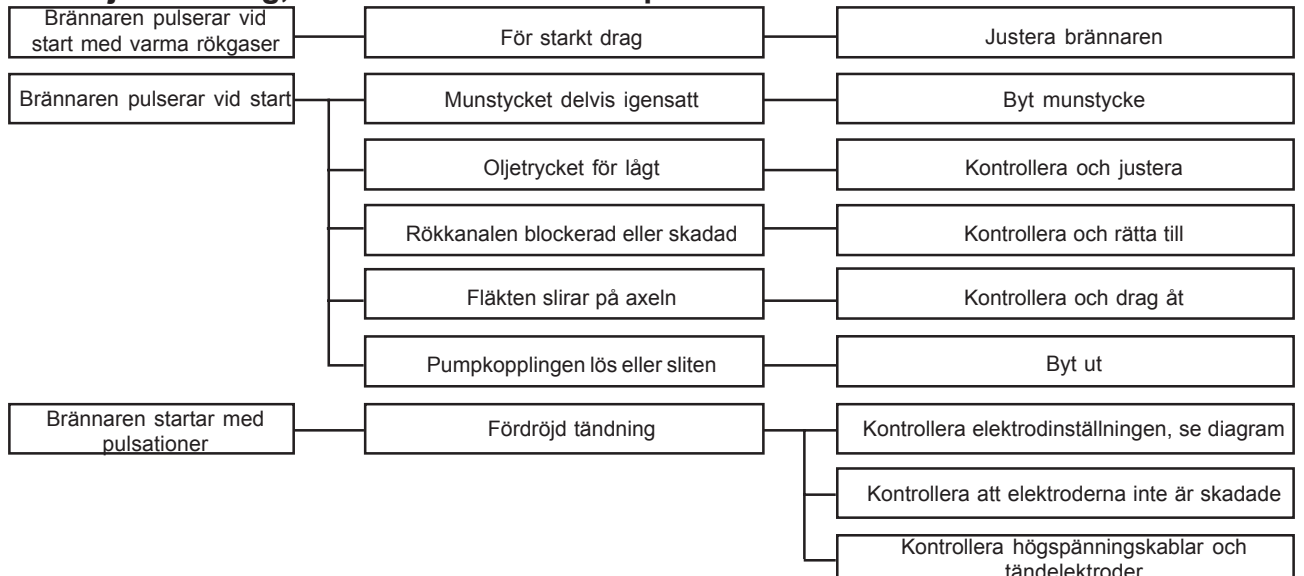 Brännaren pulserar vid
start med varma rökgaser
För starkt drag
Justera brännaren
Brännaren pulserar vid start
Munstycket delvis igensatt
Byt munstycke
Oljetrycket för lågt
Kontrollera och justera
Rökkanalen blockerad eller skadad
Kontrollera och rätta till
Fläkten slirar på axeln
Kontrollera och drag åt
Pumpkopplingen lös eller sliten
Byt ut
Brännaren startar med
pulsationer
Fördröjd tändning
Kontrollera elektrodinställningen, se diagram
Kontrollera att elektroderna inte är skadade
Kontrollera högspänningskablar och
tändelektroder